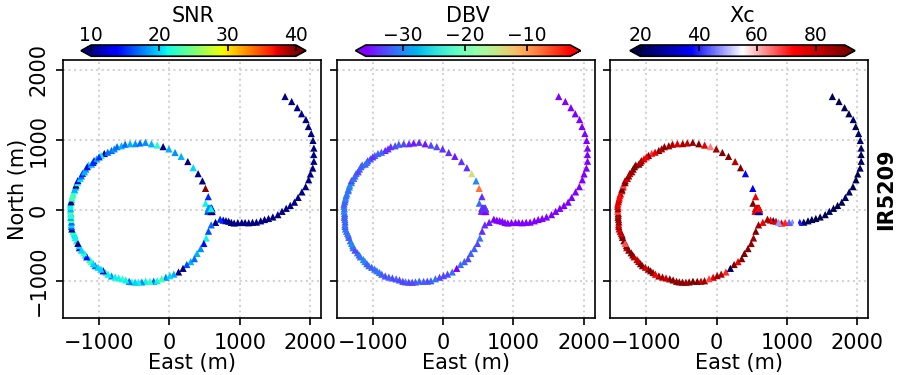 SNR DBV Xc
10 20 30 40 −30 −20 −10 20 40 60 80
2000
1000
0
−1000
North (m)
IR5209
−1000 0 1000 2000 −1000 0 1000 2000 −1000 0 1000 2000
East (m) East (m) East (m)